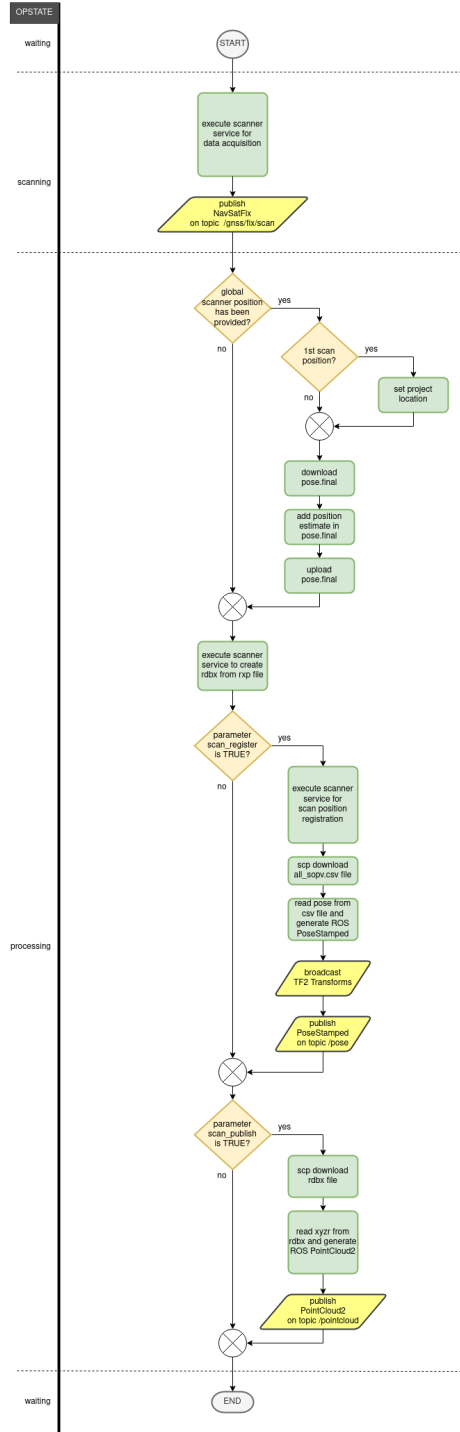 OPSTATE
waiting
START
execute scanner
service for
data acquisition
scanning
publish
NavSatFix
on topic /gnss/fix/scan
global
scanner position
has been
provided?
yes
no
1st scan
position?
yes
no
set project
location
download
pose.final
add position
estimate in
pose.final
upload
pose.final
execute scanner
service to create
rdbx from rxp file
parameter
scan_register
is TRUE?
yes
no
execute scanner
service for
scan position
registration
scp download
all_sopv.csv file
read pose from
csv file and
generate ROS
PoseStamped
processing
broadcast
TF2 Transforms
publish
PoseStamped
on topic /pose
parameter
scan_publish
is TRUE?
yes
no
scp download
rdbx file
read xyzr from
rdbx and generate
ROS PointCloud2
publish
PointCloud2
on topic /pointcloud
waiting
END